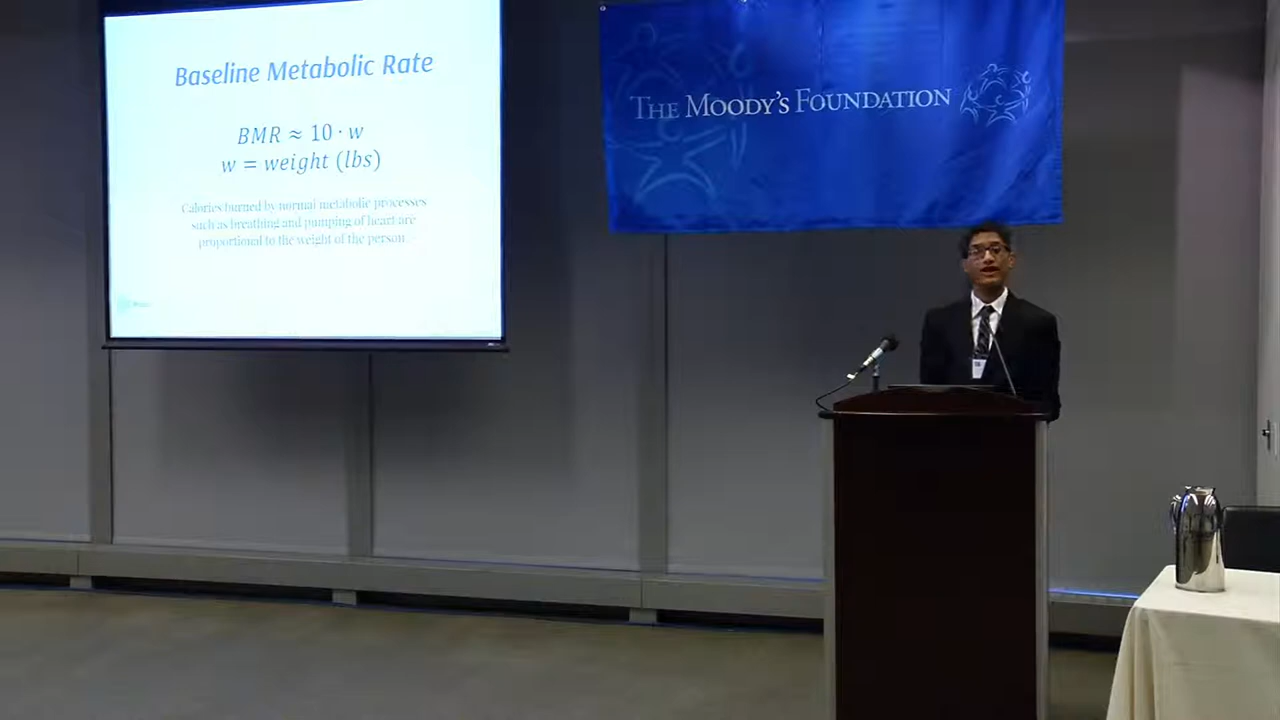 Baseline Metabolic Rate
BMR ≈ 10 · w
w = weight (lbs)
Calories burned by normal metabolic processes
such as breathing and pumping of heart are
proportional to the weight of the person.
THE MOODY'S FOUNDATION